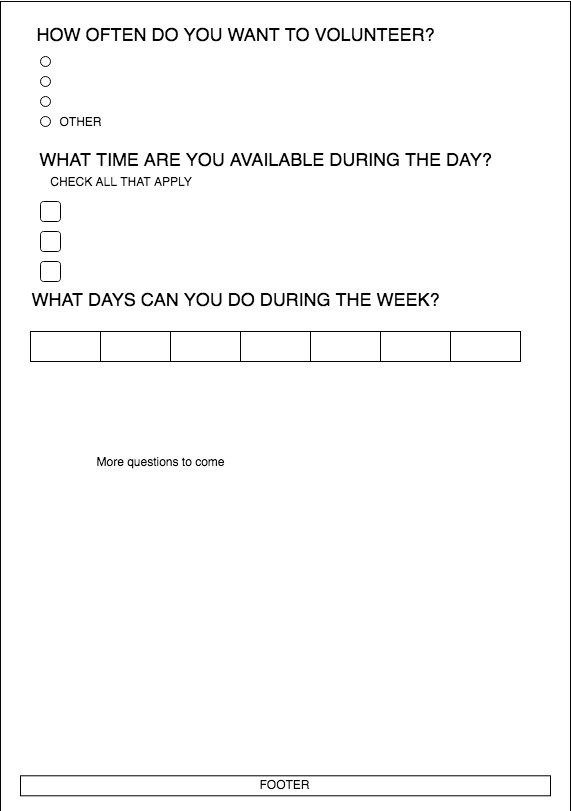 HOW OFTEN DO YOU WANT TO VOLUNTEER?
OTHER
WHAT TIME ARE YOU AVAILABLE DURING THE DAY?
CHECK ALL THAT APPLY
WHAT DAYS CAN YOU DO DURING THE WEEK?
More questions to come
FOOTER